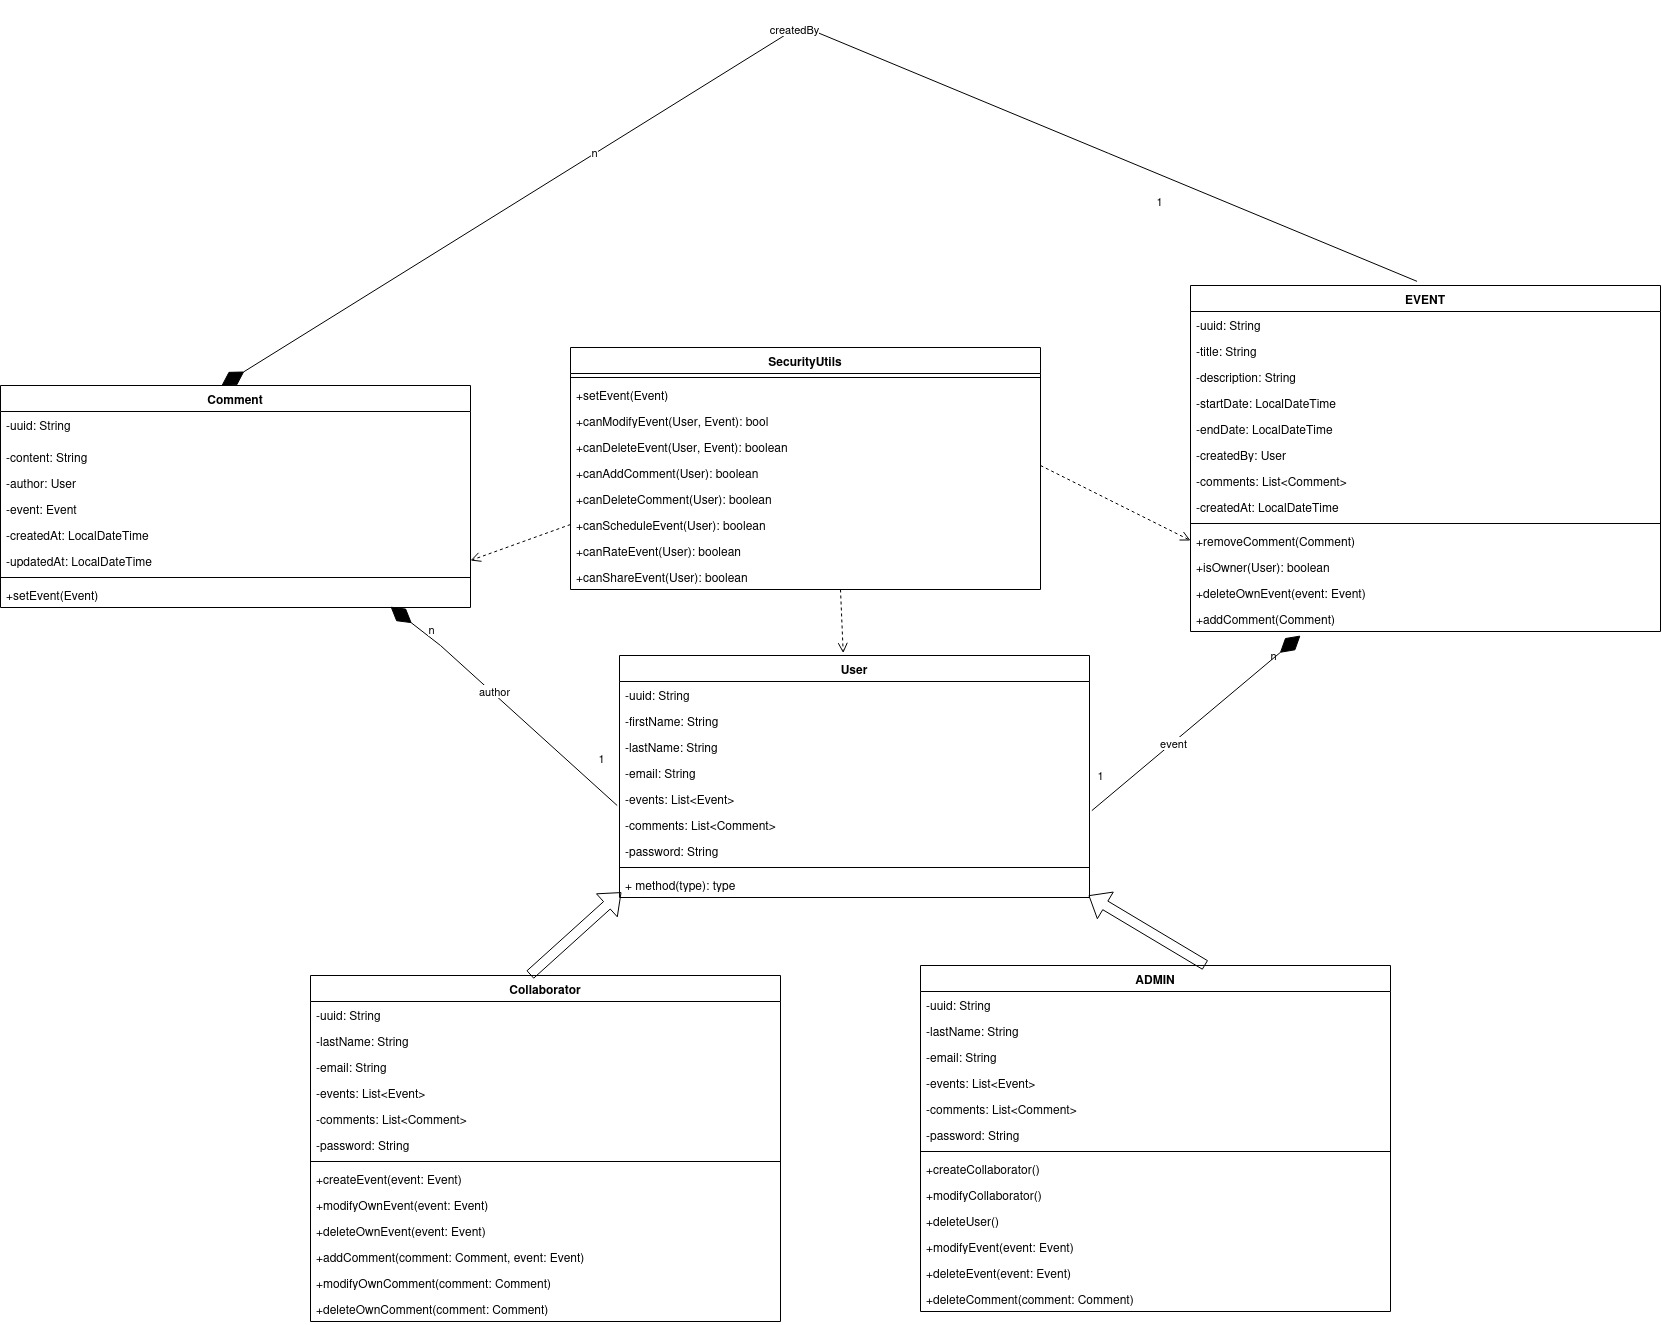 createdBy
n
1
EVENT
-uuid: String
-title: String
-description: String
-startDate: LocalDateTime
-endDate: LocalDateTime
-createdBy: User
-comments: List<Comment>
-createdAt: LocalDateTime
+removeComment(Comment)
+isOwner(User): boolean
+deleteOwnEvent(event: Event)
+addComment(Comment)
SecurityUtils
+setEvent(Event)
+canModifyEvent(User, Event): bool
+canDeleteEvent(User, Event): boolean
+canAddComment(User): boolean
+canDeleteComment(User): boolean
+canScheduleEvent(User): boolean
+canRateEvent(User): boolean
+canShareEvent(User): boolean
Comment
-uuid: String
-content: String
-author: User
-event: Event
-createdAt: LocalDateTime
-updatedAt: LocalDateTime
+setEvent(Event)
n
author
1
n
event
1
User
-uuid: String
-firstName: String
-lastName: String
-email: String
-events: List<Event>
-comments: List<Comment>
-password: String
+ method(type): type
Collaborator
-uuid: String
-lastName: String
-email: String
-events: List<Event>
-comments: List<Comment>
-password: String
+createEvent(event: Event)
+modifyOwnEvent(event: Event)
+deleteOwnEvent(event: Event)
+addComment(comment: Comment, event: Event)
+modifyOwnComment(comment: Comment)
+deleteOwnComment(comment: Comment)
ADMIN
-uuid: String
-lastName: String
-email: String
-events: List<Event>
-comments: List<Comment>
-password: String
+createCollaborator()
+modifyCollaborator()
+deleteUser()
+modifyEvent(event: Event)
+deleteEvent(event: Event)
+deleteComment(comment: Comment)